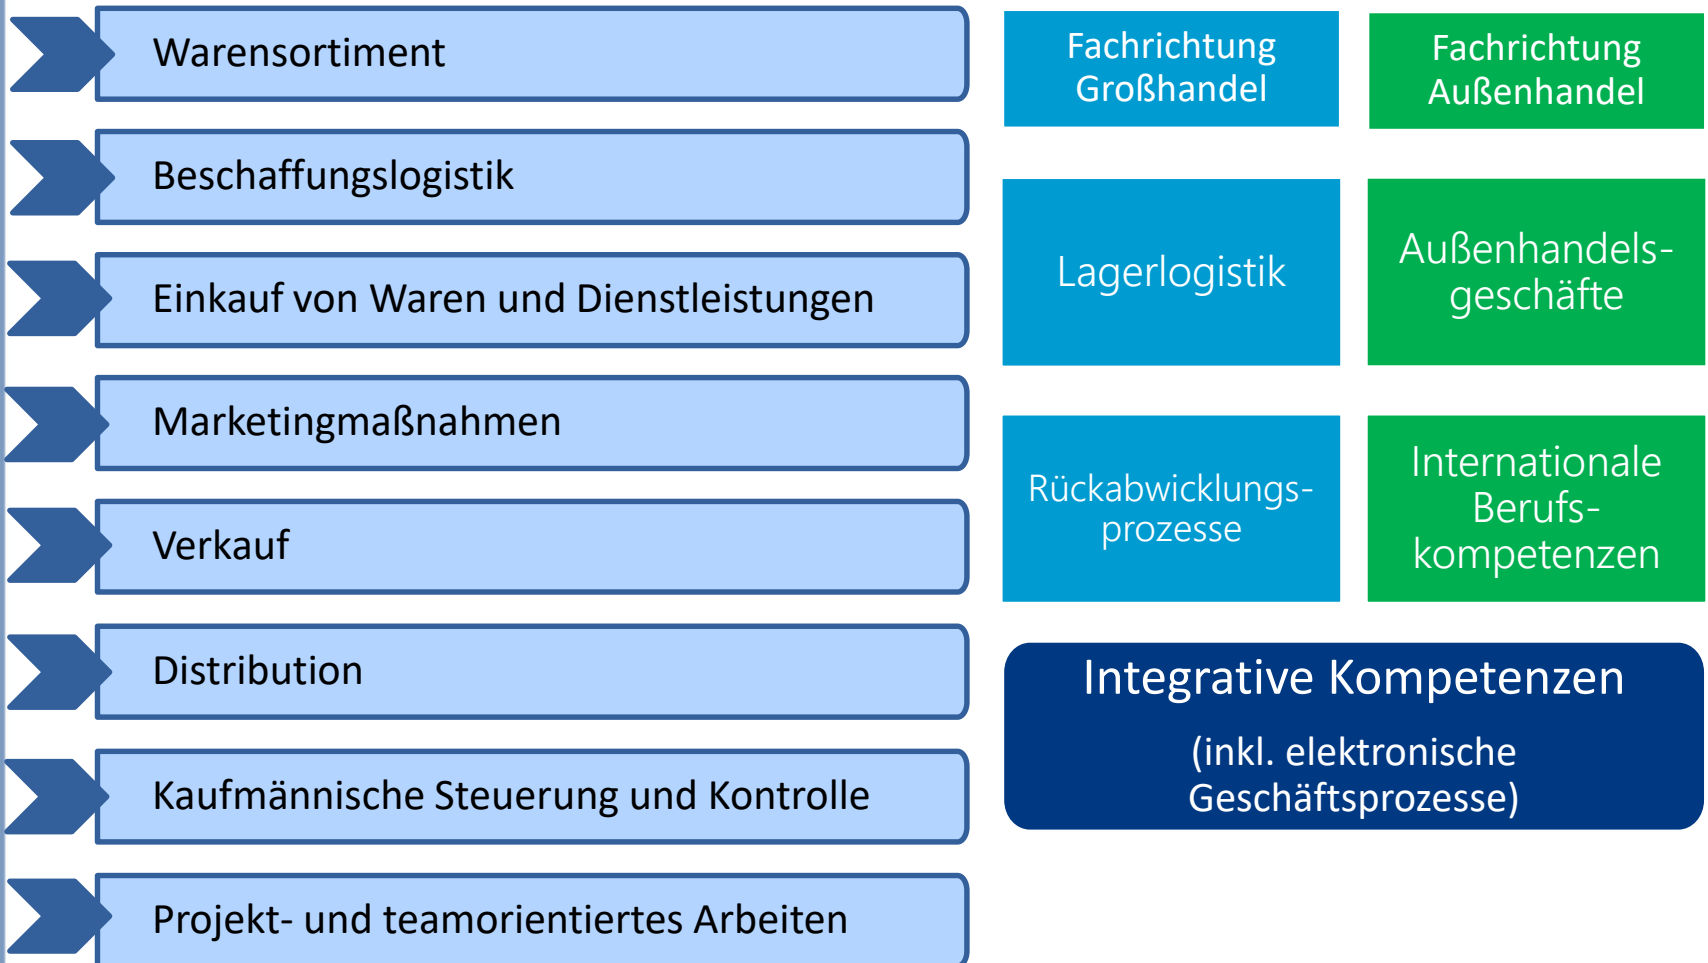 Warensortiment
Beschaffungslogistik
Einkauf von Waren und Dienstleistungen
Marketingmaßnahmen
Verkauf
Distribution
Kaufmännische Steuerung und Kontrolle
Projekt- und teamorientiertes Arbeiten
Fachrichtung
Großhandel
Lagerlogistik
Rückabwicklungs-
prozesse
Fachrichtung
Außenhandel
Außenhandels-
geschäfte
Internationale
Berufs-
kompetenzen
Integrative Kompetenzen
(inkl. elektronische
Geschäftsprozesse)